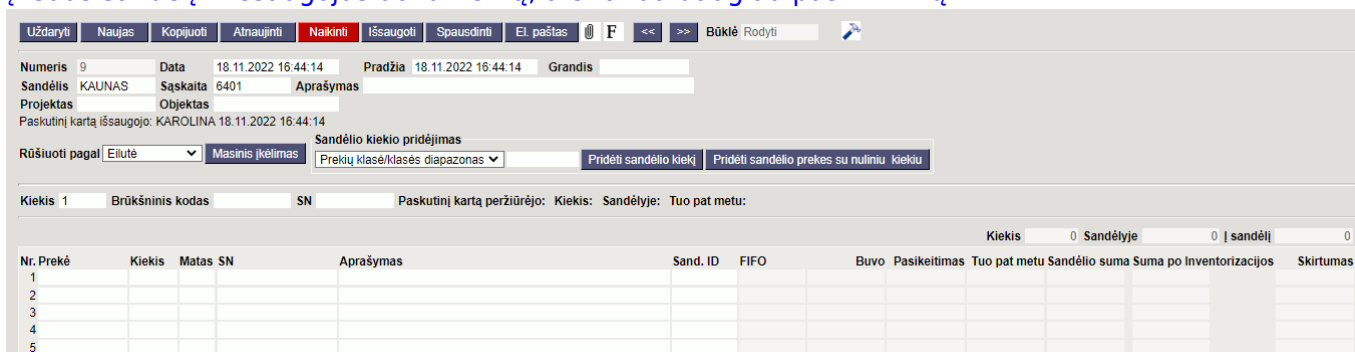 Uždaryti Naujas Kopijuoti Atnaujinti Naikinti Išsaugoti Spausdinti El. paštas F << >> Būklė Rodyti
Numeris 9 Data 18.11.2022 16:44:14 Pradžia 18.11.2022 16:44:14 Grandis
Sandėlis KAUNAS Sąskaita 6401 Aprašymas
Projektas Objektas
Paskutinį kartą išsaugojo: KAROLINA 18.11.2022 16:44:14
Sandėlio kiekio pridėjimas
Rūšiuoti pagal Eilutė Masinis įkėlimas Prekių klasė/klasės diapazonas Pridėti sandėlio kiekį Pridėti sandėlio prekes su nuliniu kiekiu
Kiekis 1 Brūkšninis kodas SN Paskutinį kartą peržiūrėjo: Kiekis: Sandėlyje: Tuo pat metu:
Kiekis 0 Sandėlyje 0 Į sandėlį 0
Nr. Prekė Kiekis Matas SN Aprašymas Sand. ID FIFO Buvo Pasikeitimas Tuo pat metu Sandėlio suma Suma po Inventorizacijos Skirtumas
1
2
3
4
5